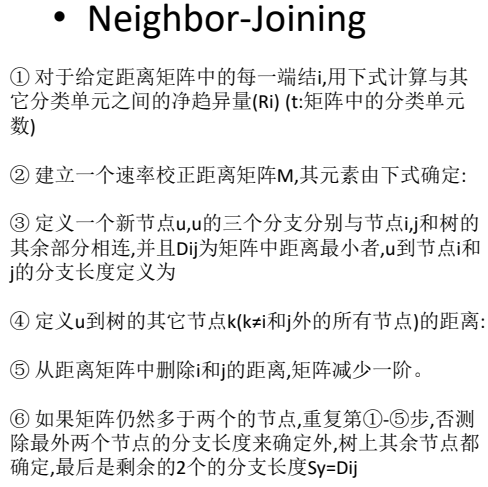 • Neighbor-Joining
① 对于给定距离矩阵中的每一端结i,用下式计算与其
它分类单元之间的净趋异量(Ri) (t:矩阵中的分类单元
数)
② 建立一个速率校正距离矩阵M,其元素由下式确定:
③ 定义一个新节点u,u的三个分支分别与节点i,j和树的
其余部分相连,并且Dij为矩阵中距离最小者,u到节点i和
j的分支长度定义为
④ 定义u到树的其它节点k(k≠i和j外的所有节点)的距离:
⑤ 从距离矩阵中删除i和j的距离,矩阵减少一阶。
⑥ 如果矩阵仍然多于两个的节点,重复第①-⑤步,否测
除最外两个节点的分支长度来确定外,树上其余节点都
确定,最后是剩余的2个的分支长度Sy=Dij